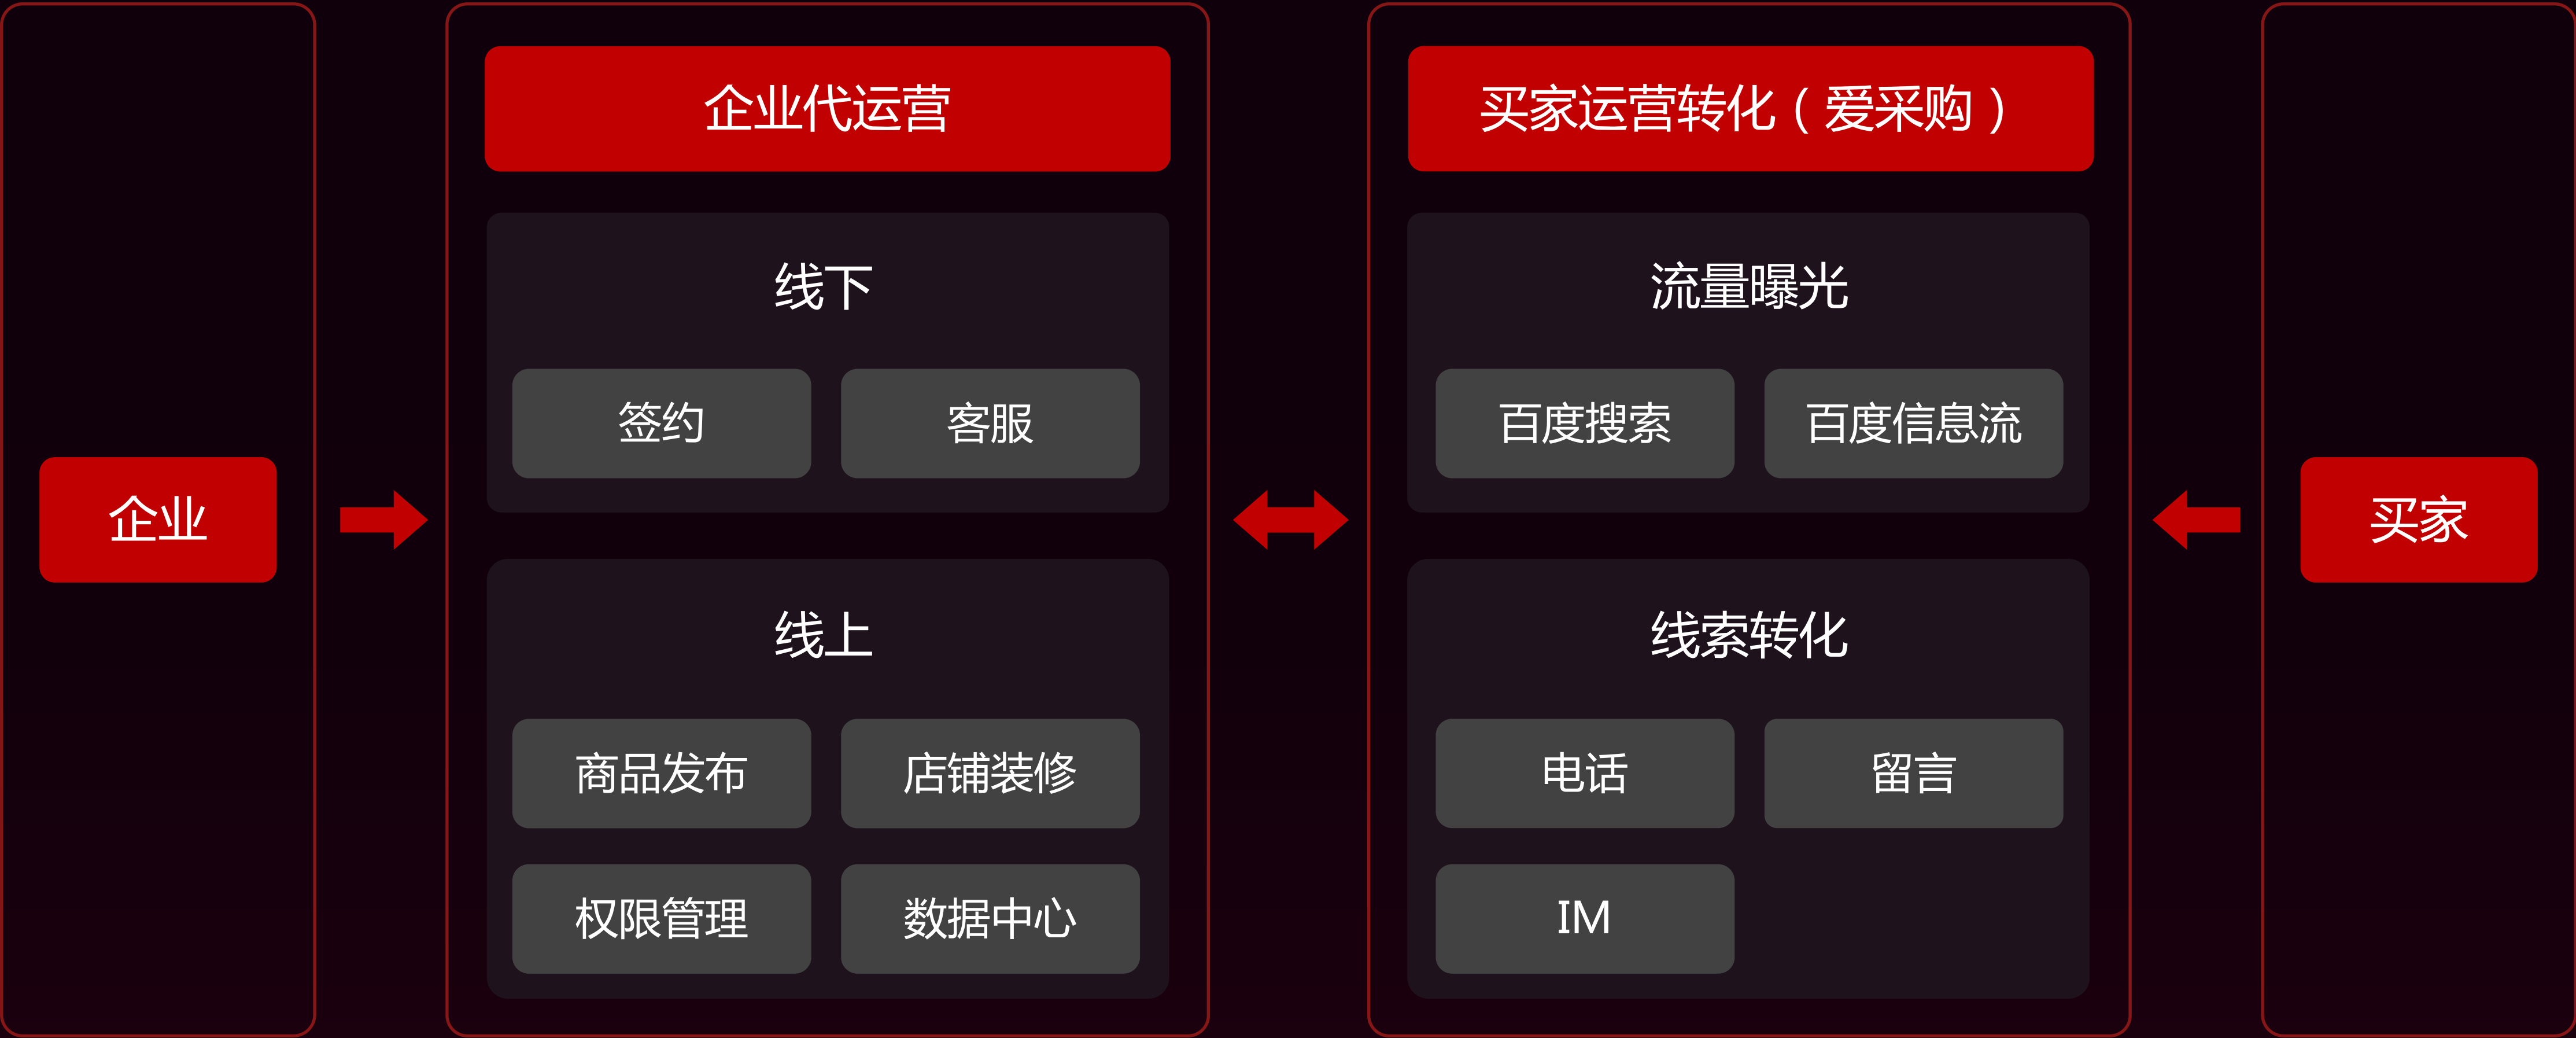 企业
企业代运营
线下
签约
客服
线上
商品发布
店铺装修
权限管理
数据中心
买家运营转化（爱采购）
流量曝光
百度搜索
百度信息流
线索转化
电话
留言
IM
买家